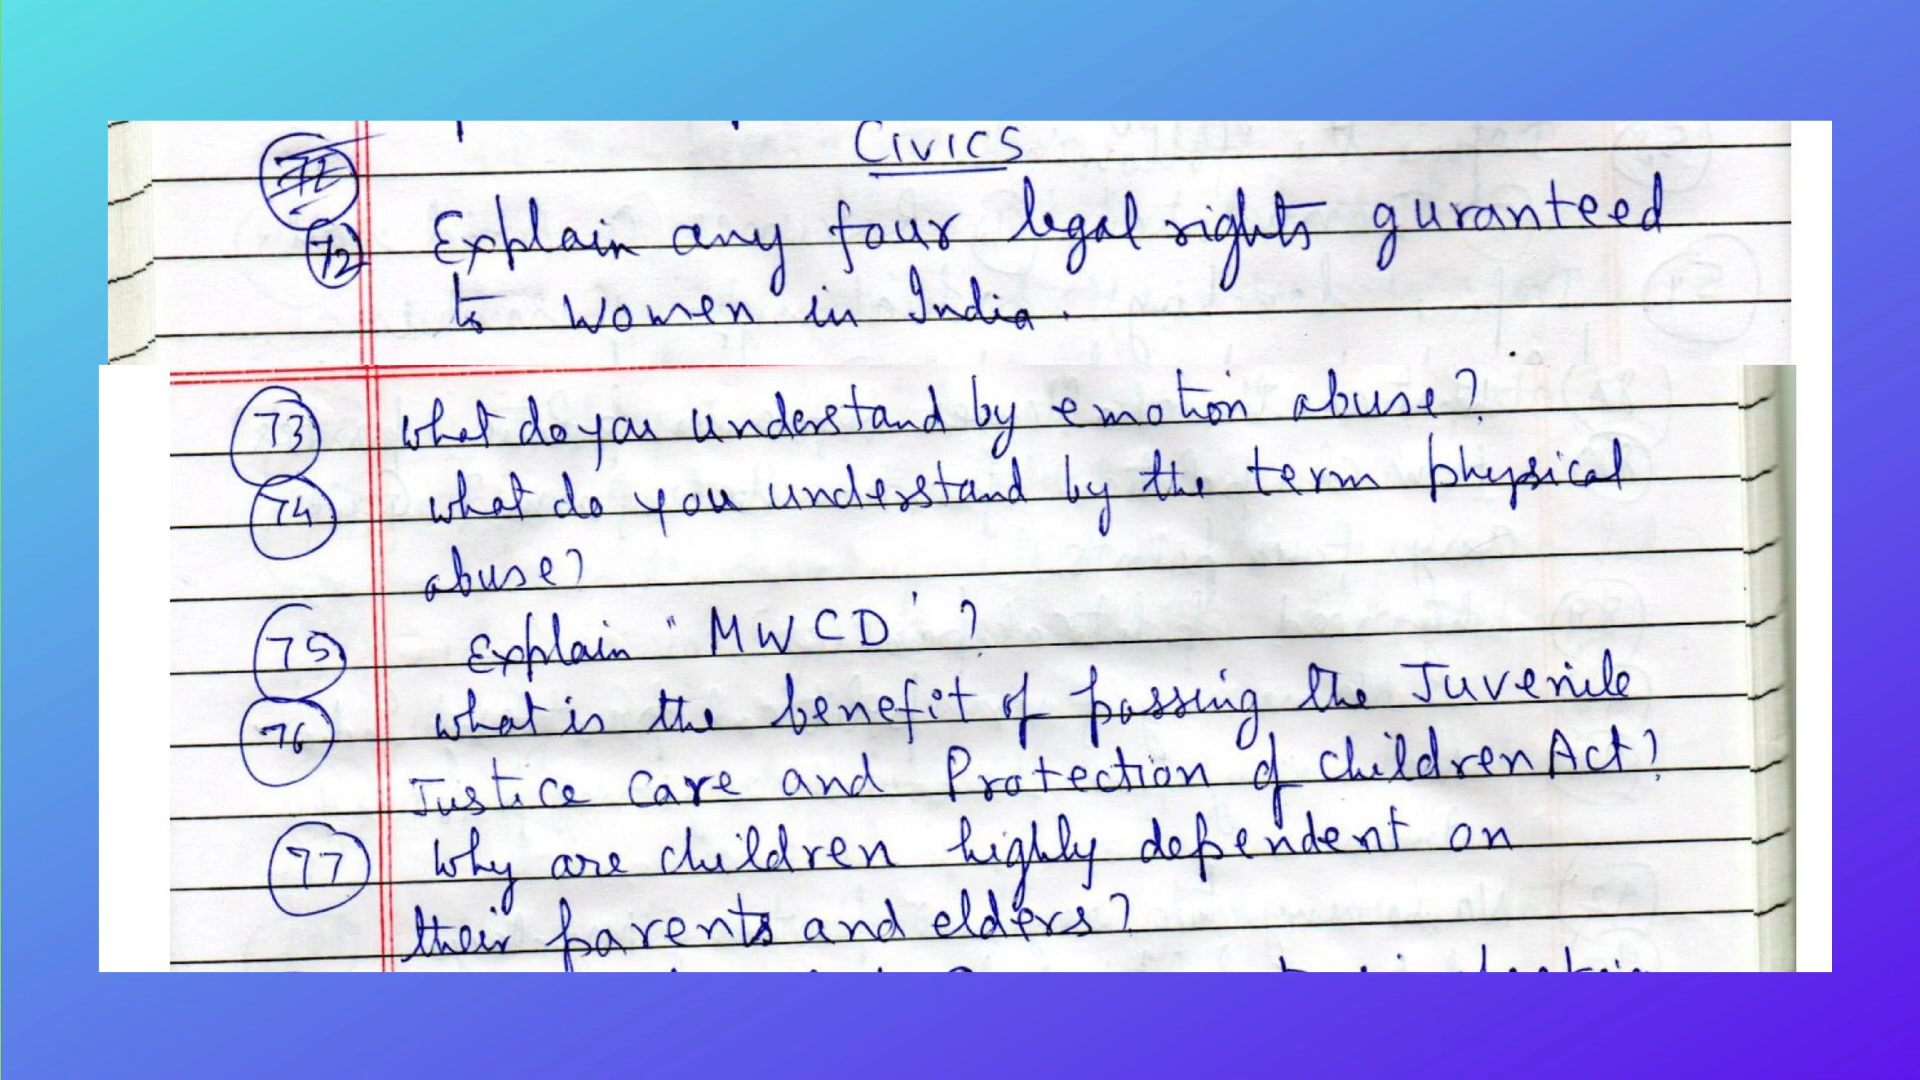 Civics
72
72 Explain any four legal rights guranteed
to women in India.
73 what do you understand by emotion abuse?
74 what do you understand by the term physical
abuse?
75 Explain "MWCD'?
76 what is the benefit of passing the Juvenile
Justice Care and Protection of children Act?
77 Why are children highly dependent on
their parents and elders?